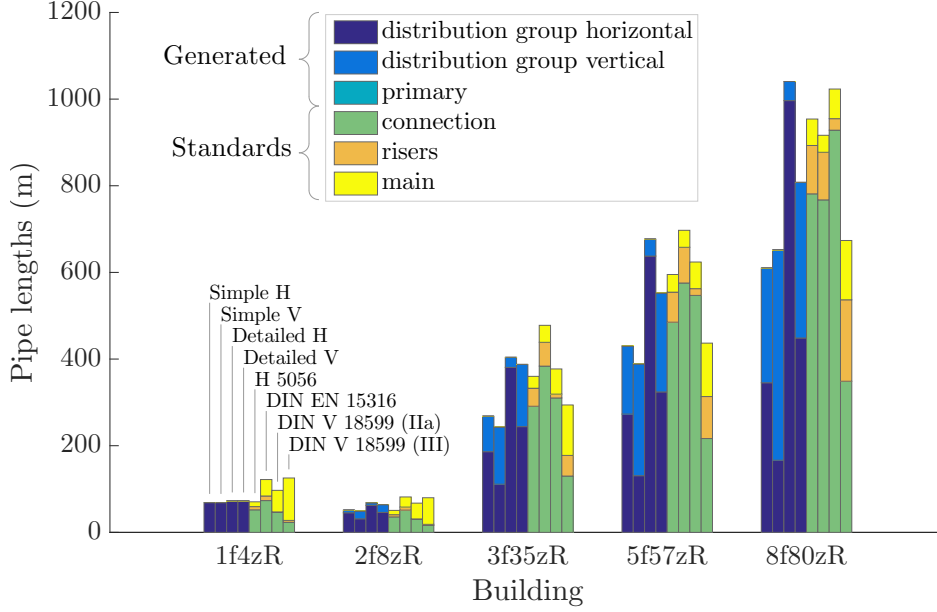 1200
1000
800
600
400
200
0
Pipe lengths (m)
Generated
Standards
distribution group horizontal
distribution group vertical
primary
connection
risers
main
Simple H
Simple V
Detailed H
Detailed V
H 5056
DIN EN 15316
DIN V 18599 (IIa)
DIN V 18599 (III)
1f4zR 2f8zR 3f35zR 5f57zR 8f80zR
Building